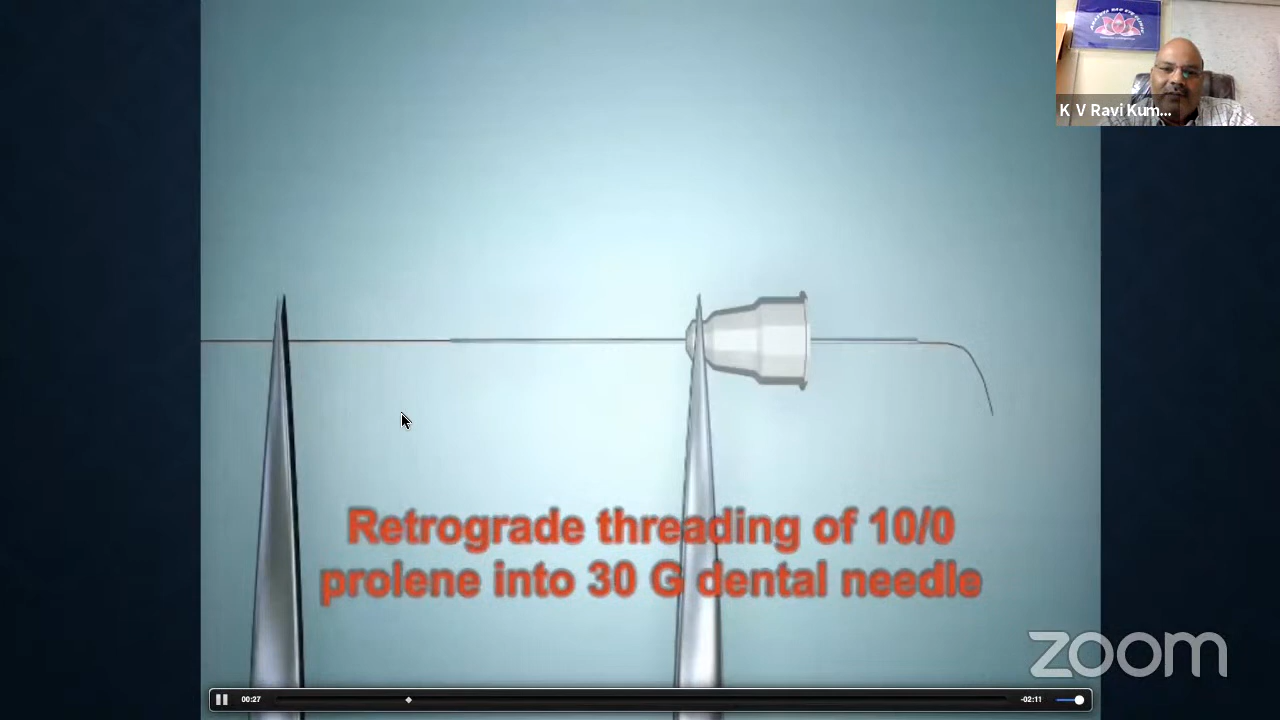 K V Ravi Kum...
Retrograde threading of 10/0
prolene into 30 G dental needle
zoom
00:27
-02:11